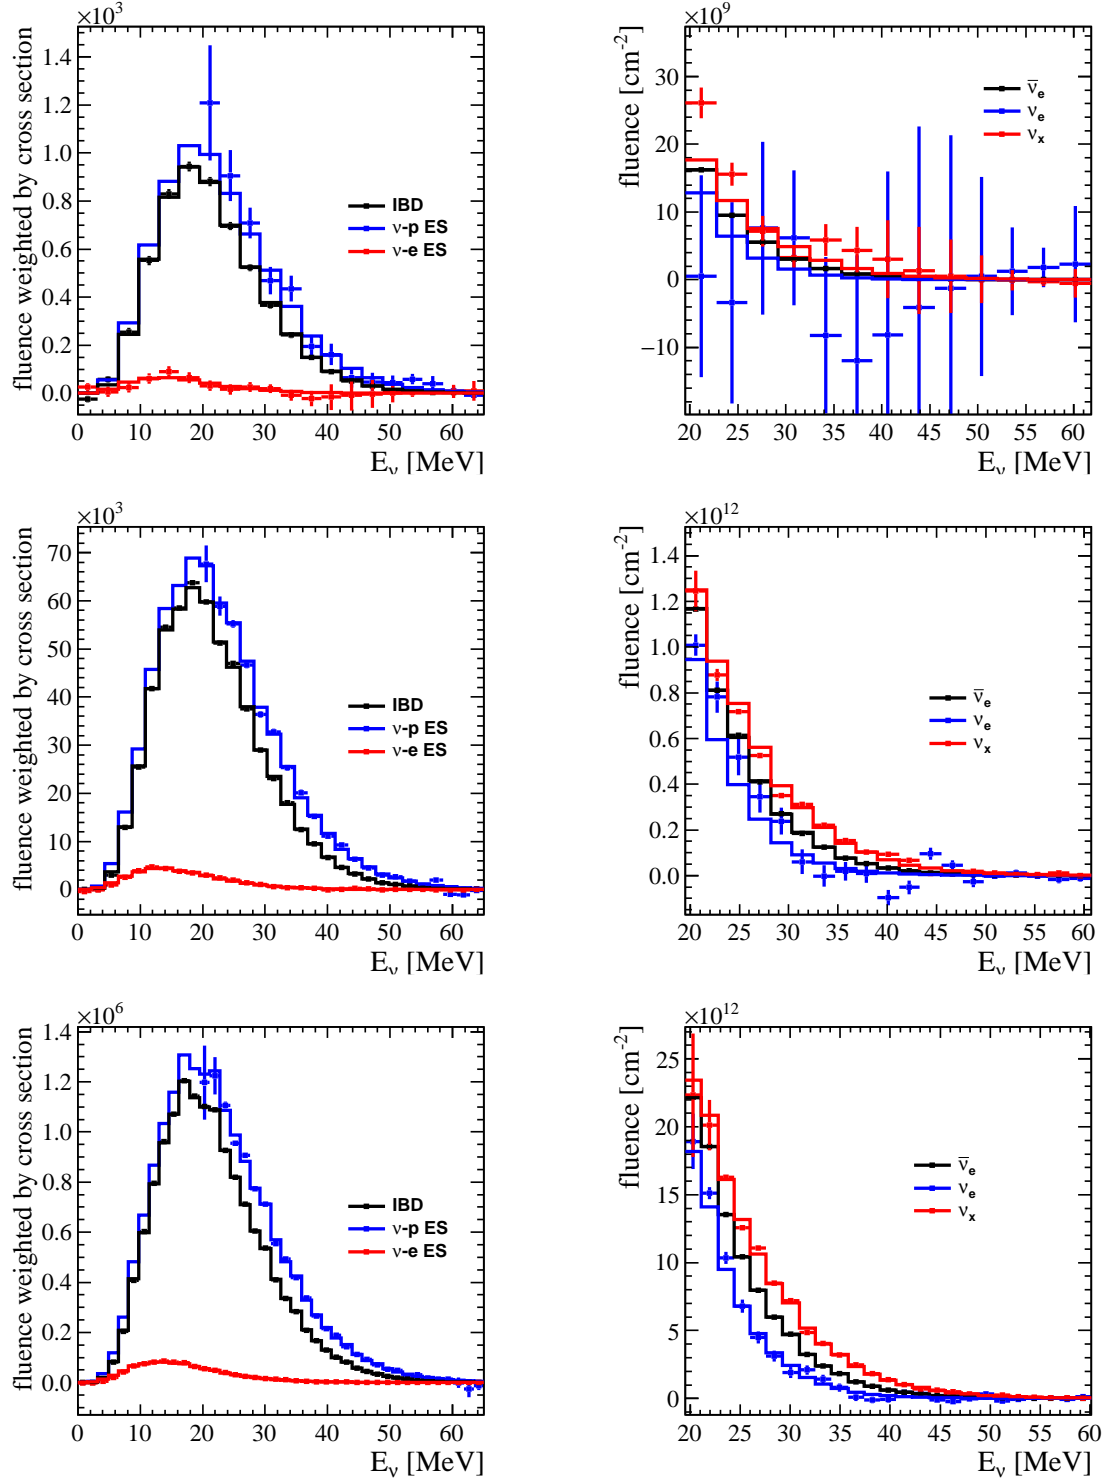 ×10³
fluence weighted by cross section
1.4
1.2
1.0
0.8
0.6
0.4
0.2
0.0
IBD
ν-p ES
ν-e ES
0 10 20 30 40 50 60
E_ν [MeV]
×10⁹
fluence [cm⁻²]
30
20
10
0
−10
ν̅_e
ν_e
ν_x
20 25 30 35 40 45 50 55 60
E_ν [MeV]
×10³
fluence weighted by cross section
70
60
50
40
30
20
10
0
IBD
ν-p ES
ν-e ES
0 10 20 30 40 50 60
E_ν [MeV]
×10¹²
fluence [cm⁻²]
1.4
1.2
1.0
0.8
0.6
0.4
0.2
0.0
ν̅_e
ν_e
ν_x
20 25 30 35 40 45 50 55 60
E_ν [MeV]
×10⁶
fluence weighted by cross section
1.4
1.2
1.0
0.8
0.6
0.4
0.2
0.0
IBD
ν-p ES
ν-e ES
0 10 20 30 40 50 60
E_ν [MeV]
×10¹²
fluence [cm⁻²]
25
20
15
10
5
0
ν̅_e
ν_e
ν_x
20 25 30 35 40 45 50 55 60
E_ν [MeV]